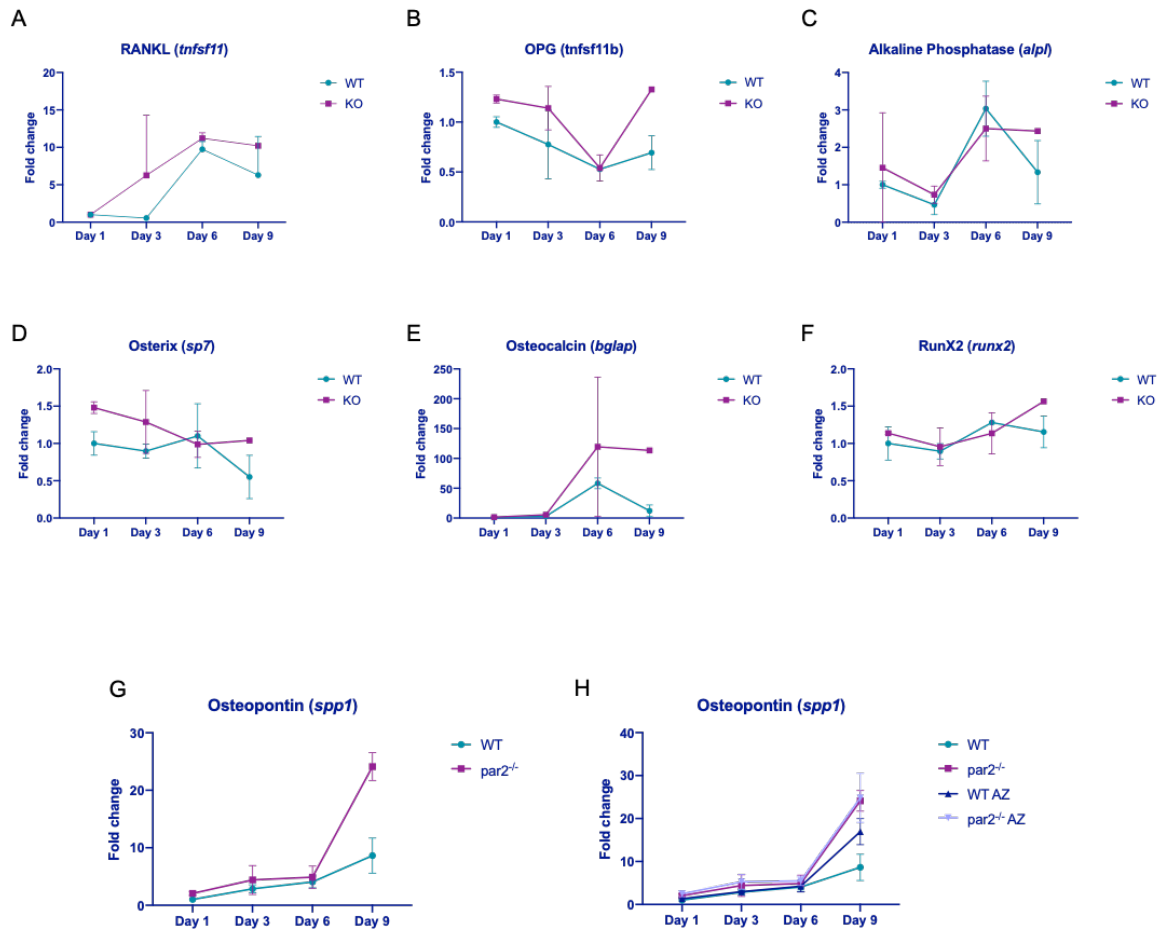 A
RANKL (tnfsf11)
Fold change
20
15
10
5
0
Day 1 Day 3 Day 6 Day 9
WT
KO
B
OPG (tnfsf11b)
Fold change
1.5
1.0
0.5
0.0
Day 1 Day 3 Day 6 Day 9
WT
KO
C
Alkaline Phosphatase (alpl)
Fold change
4
3
2
1
0
Day 1 Day 3 Day 6 Day 9
WT
KO
D
Osterix (sp7)
Fold change
2.0
1.5
1.0
0.5
0.0
Day 1 Day 3 Day 6 Day 9
WT
KO
E
Osteocalcin (bglap)
Fold change
250
200
150
100
50
0
Day 1 Day 3 Day 6 Day 9
WT
KO
F
RunX2 (runx2)
Fold change
2.0
1.5
1.0
0.5
0.0
Day 1 Day 3 Day 6 Day 9
WT
KO
G
Osteopontin (spp1)
Fold change
30
20
10
0
Day 1 Day 3 Day 6 Day 9
WT
par2-/-
H
Osteopontin (spp1)
Fold change
40
30
20
10
0
Day 1 Day 3 Day 6 Day 9
WT
par2-/-
WT AZ
par2-/- AZ